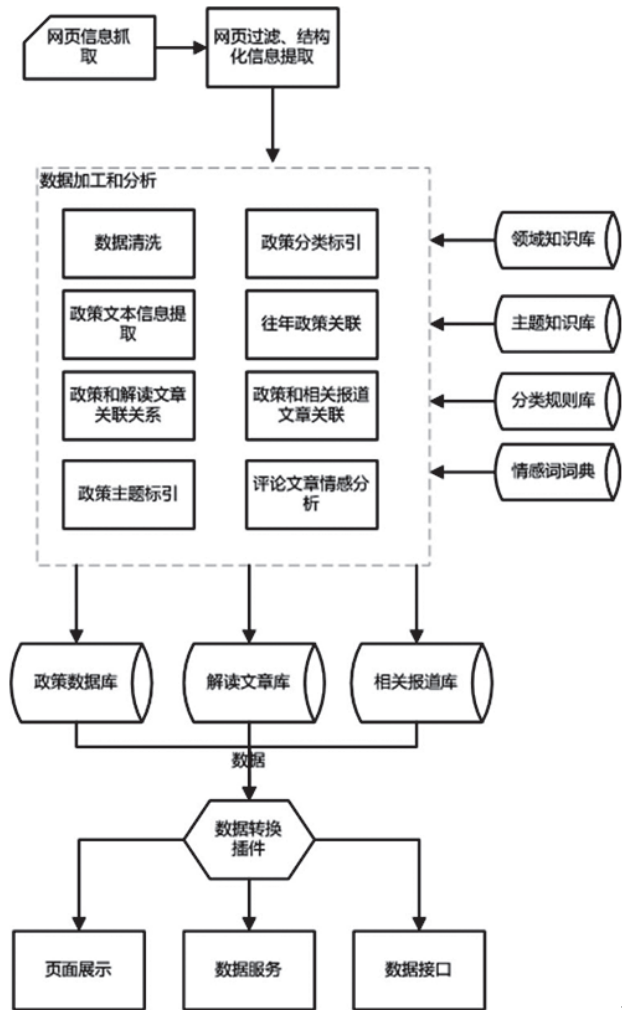 网页信息抓
取
网页过滤、结构
化信息提取
数据加工和分析
数据清洗
政策分类标引
领域知识库
政策文本信息提
取
往年政策关联
主题知识库
政策和解读文章
关联关系
政策和相关报道
文章关联
分类规则库
政策主题标引
评论文章情感分
析
情感词词典
政策数据库
解读文章库
相关报道库
数据
数据转换
插件
页面展示
数据服务
数据接口